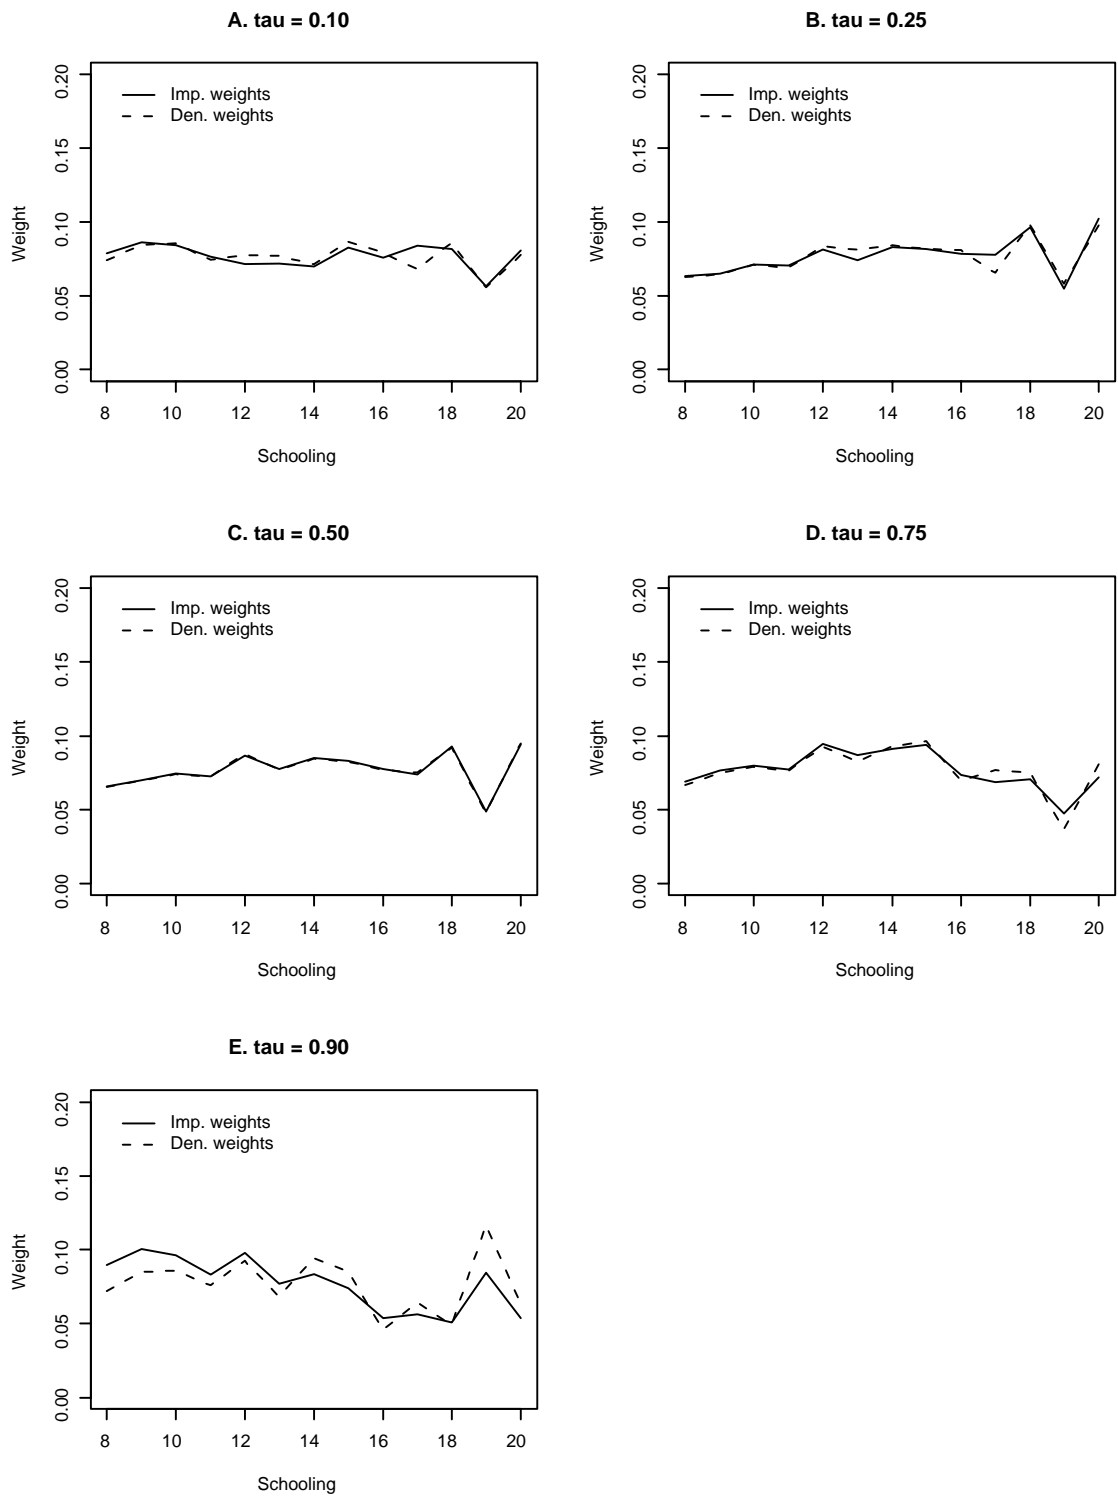 A. tau = 0.10
0.20
0.15
0.10
0.05
0.00
Weight
Imp. weights
Den. weights
8 10 12 14 16 18 20
Schooling
B. tau = 0.25
0.20
0.15
0.10
0.05
0.00
Weight
Imp. weights
Den. weights
8 10 12 14 16 18 20
Schooling
C. tau = 0.50
0.20
0.15
0.10
0.05
0.00
Weight
Imp. weights
Den. weights
8 10 12 14 16 18 20
Schooling
D. tau = 0.75
0.20
0.15
0.10
0.05
0.00
Weight
Imp. weights
Den. weights
8 10 12 14 16 18 20
Schooling
E. tau = 0.90
0.20
0.15
0.10
0.05
0.00
Weight
Imp. weights
Den. weights
8 10 12 14 16 18 20
Schooling